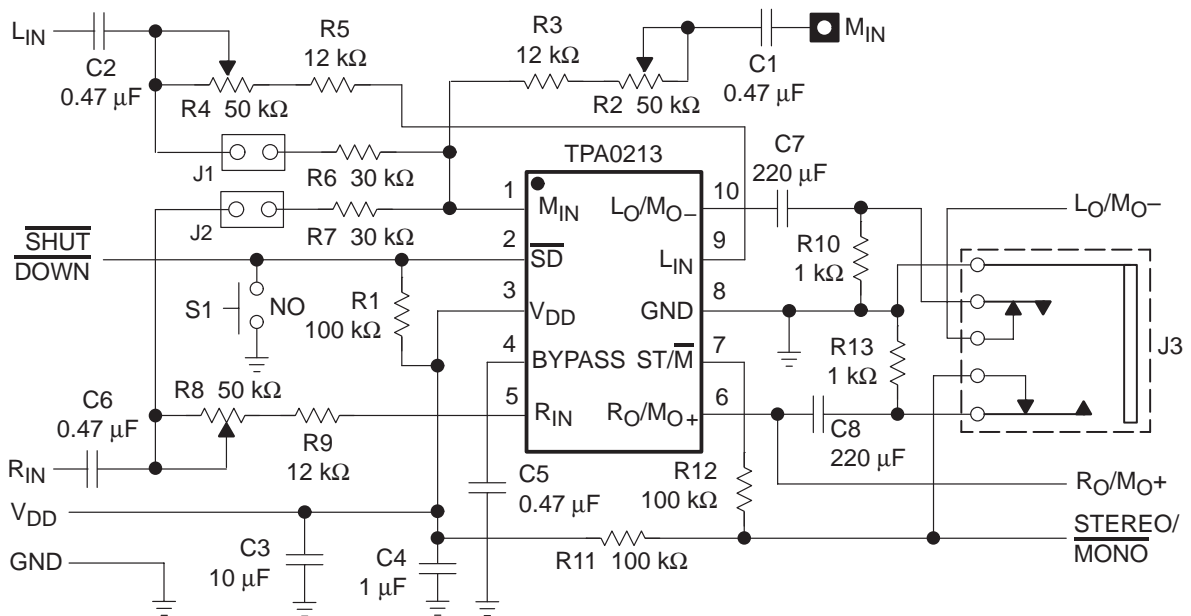 L_IN
C2
0.47 μF
R5
12 kΩ
R4 50 kΩ
R3
12 kΩ
R2 50 kΩ
C1
0.47 μF
M_IN
J1
R6 30 kΩ
J2
R7 30 kΩ
SHUT
DOWN
S1
NO
R1
100 kΩ
TPA0213
1
M_IN
2
SD
3
V_DD
4
BYPASS
5
R_IN
10
L_O/M_O–
9
L_IN
8
GND
7
ST/M
6
R_O/M_O+
C7
220 μF
R10
1 kΩ
R13
1 kΩ
C8
220 μF
L_O/M_O–
J3
R8 50 kΩ
C6
0.47 μF
R9
12 kΩ
R_IN
C5
0.47 μF
R12
100 kΩ
R_O/M_O+
V_DD
GND
C3
10 μF
C4
1 μF
R11 100 kΩ
STEREO/
MONO